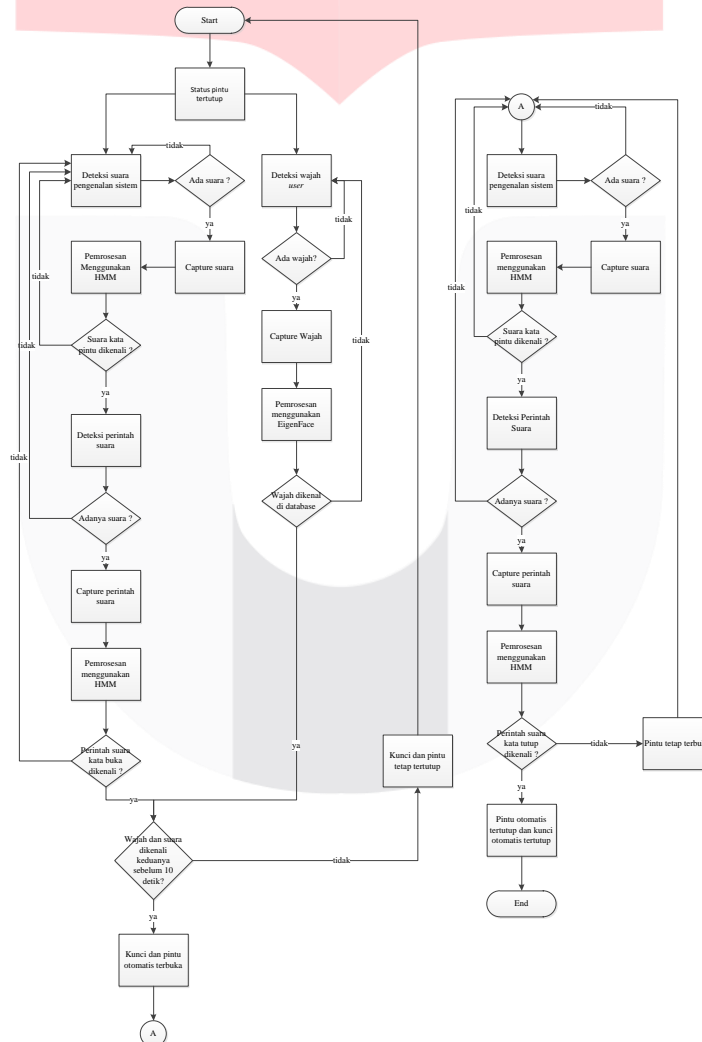 Start
Status pintu
tertutup
Deteksi suara
pengenalan sistem
tidak
Ada suara ?
ya
Capture suara
Pemrosesan
Menggunakan
HMM
Suara kata
pintu dikenali ?
tidak
ya
Deteksi perintah
suara
Adanya suara ?
tidak
ya
Capture perintah
suara
Pemrosesan
menggunakan
HMM
Perintah suara
kata buka
dikenali ?
tidak
ya
Deteksi wajah
user
Ada wajah?
tidak
ya
Capture Wajah
Pemrosesan
menggunakan
EigenFace
Wajah dikenal
di database
tidak
ya
Wajah dan suara
dikenali
keduanya
sebelum 10
detik?
tidak
Kunci dan pintu
tetap tertutup
ya
Kunci dan pintu
otomatis terbuka
A
A
Deteksi suara
pengenalan sistem
Ada suara ?
tidak
ya
Capture suara
Pemrosesan
menggunakan
HMM
Suara kata
pintu dikenali ?
tidak
ya
Deteksi Perintah
Suara
Adanya suara ?
tidak
ya
Capture perintah
suara
Pemrosesan
menggunakan
HMM
Perintah suara
kata tutup
dikenali ?
tidak
Pintu tetap
ya
Pintu otomatis
tertutup dan kunci
otomatis tertutup
End